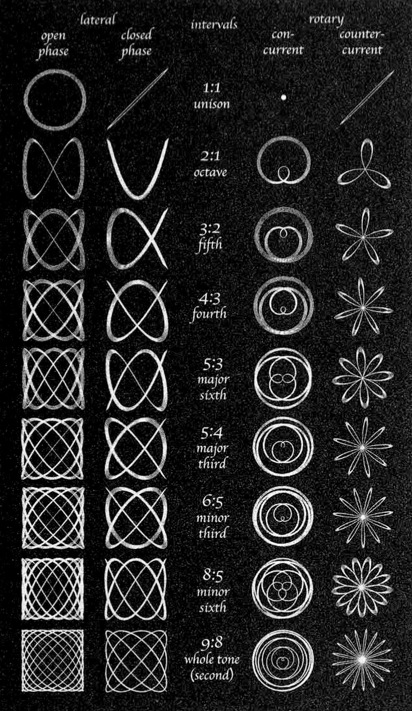 lateral
intervals
rotary
open
phase
closed
phase
con-
current
counter-
current
1:1
unison
2:1
octave
3:2
fifth
4:3
fourth
5:3
major
sixth
5:4
major
third
6:5
minor
third
8:5
minor
sixth
9:8
whole tone
(second)